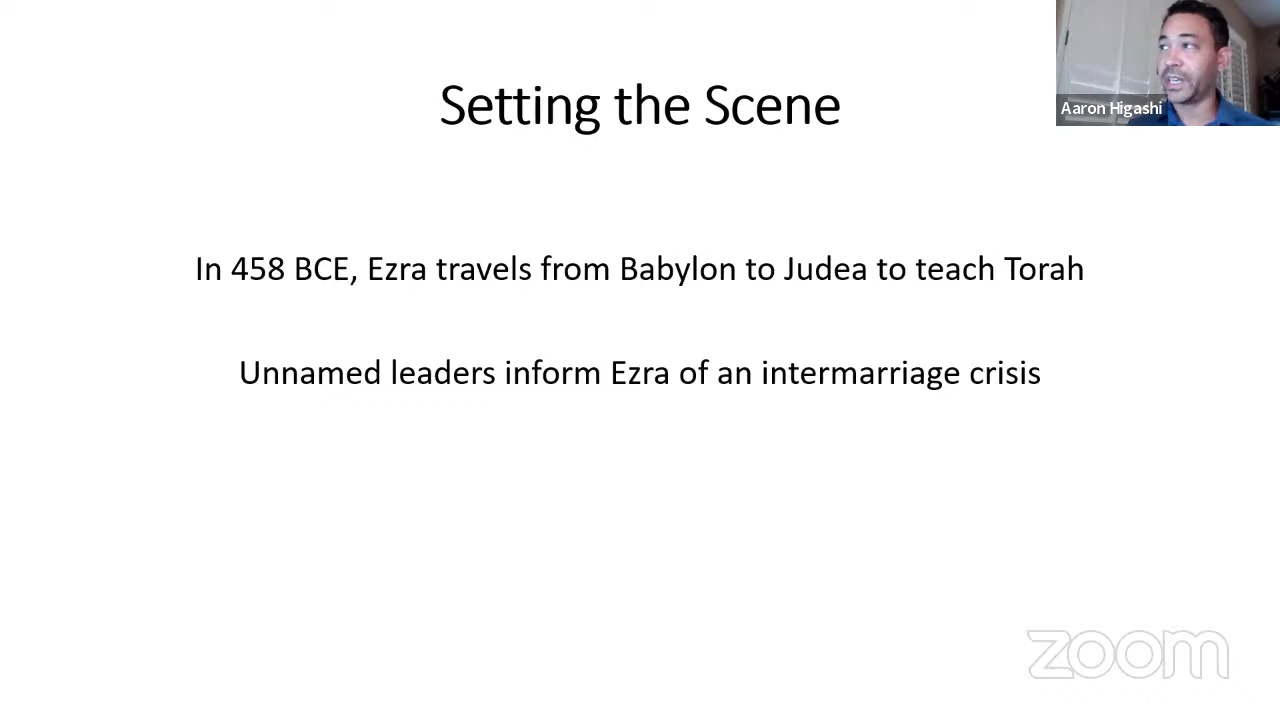 Setting the Scene
Aaron Higashi
In 458 BCE, Ezra travels from Babylon to Judea to teach Torah
Unnamed leaders inform Ezra of an intermarriage crisis
zoom